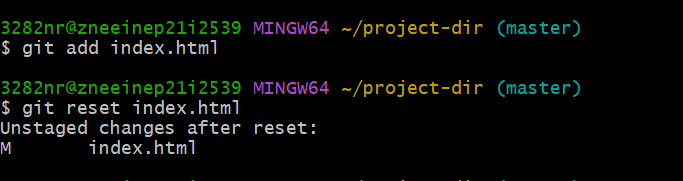 3282nr@zneeinep21i2539 MINGW64 ~/project-dir (master)
$ git add index.html
3282nr@zneeinep21i2539 MINGW64 ~/project-dir (master)
$ git reset index.html
Unstaged changes after reset:
M       index.html